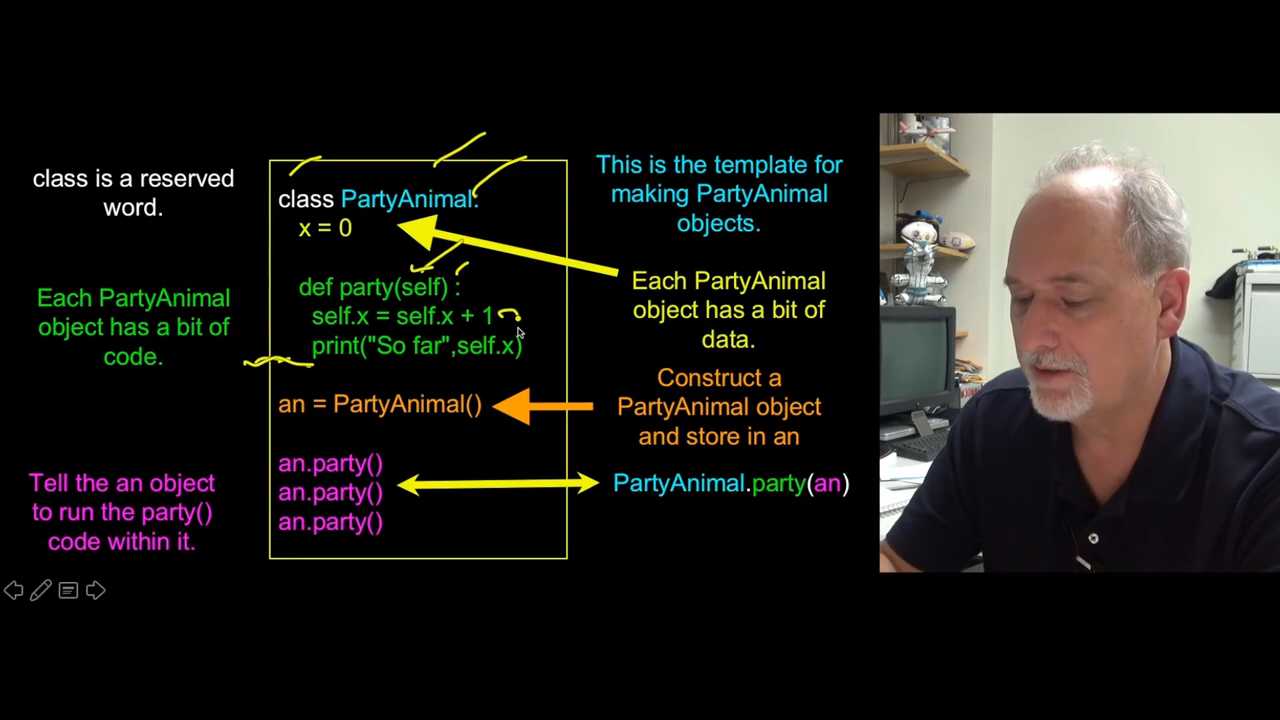 class is a reserved
word.
Each PartyAnimal
object has a bit of
code.
Tell the an object
to run the party()
code within it.
class PartyAnimal:
x = 0
def party(self) :
self.x = self.x + 1
print("So far",self.x)
an = PartyAnimal()
an.party()
an.party()
an.party()
This is the template for
making PartyAnimal
objects.
Each PartyAnimal
object has a bit of
data.
Construct a
PartyAnimal object
and store in an
PartyAnimal.party(an)